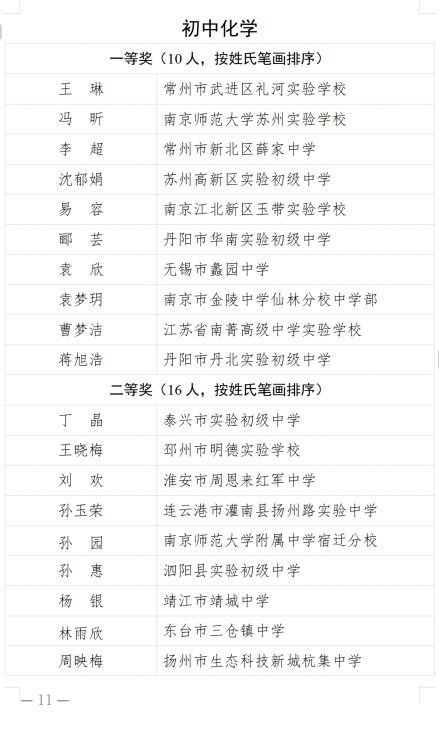 初中化学
一等奖（10 人，按姓氏笔画排序）
王 琳 常州市武进区礼河实验学校
冯 昕 南京师范大学苏州实验学校
李 超 常州市新北区薛家中学
沈郁娟 苏州高新区实验初级中学
易 容 南京江北新区玉带实验学校
郦 芸 丹阳市华南实验初级中学
袁 欣 无锡市蠡园中学
袁梦玥 南京市金陵中学仙林分校中学部
曹梦洁 江苏省南菁高级中学实验学校
蒋旭浩 丹阳市丹北实验初级中学
二等奖（16 人，按姓氏笔画排序）
丁 晶 泰兴市实验初级中学
王晓梅 邳州市明德实验学校
刘 欢 淮安市周恩来红军中学
孙玉荣 连云港市灌南县扬州路实验中学
孙 园 南京师范大学附属中学宿迁分校
孙 惠 泗阳县实验初级中学
杨 银 靖江市靖城中学
林雨欣 东台市三仓镇中学
周映梅 扬州市生态科技新城杭集中学
— 11 —